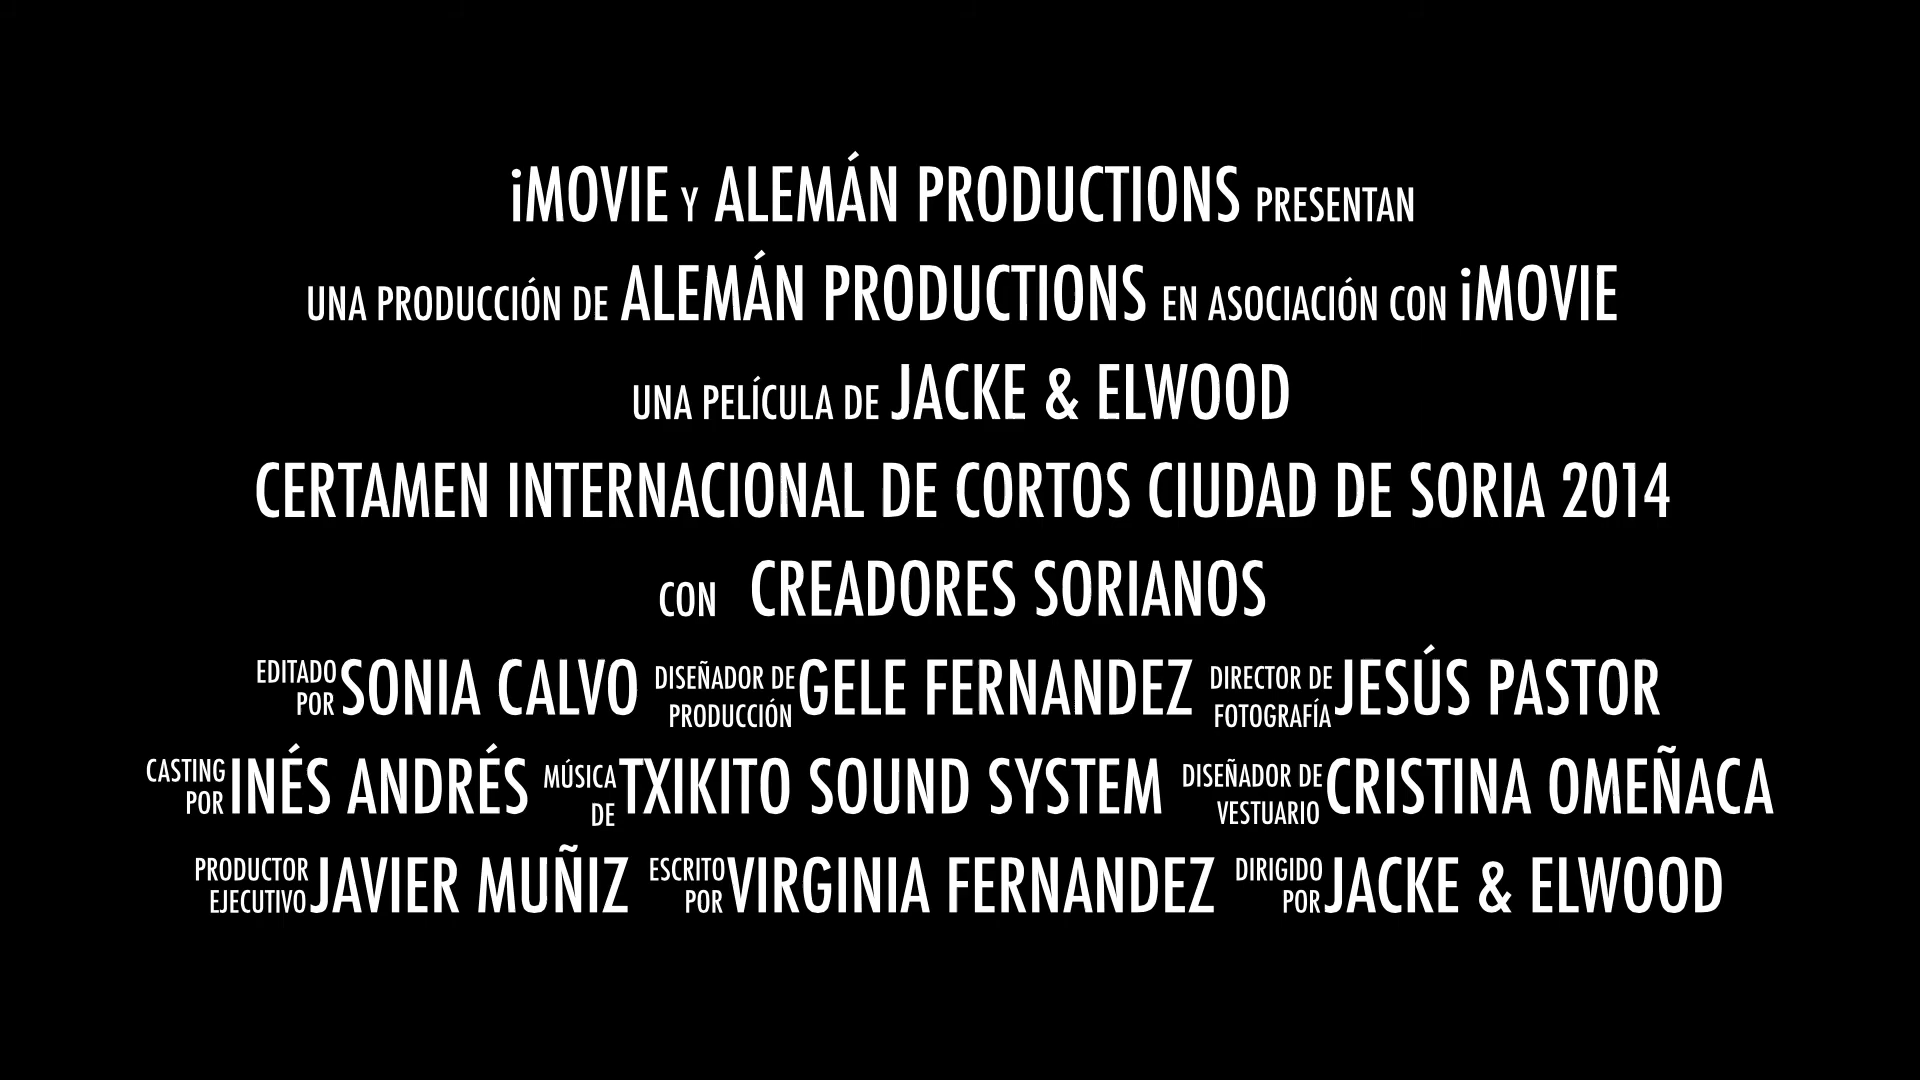 iMOVIE Y ALEMÁN PRODUCTIONS PRESENTAN
UNA PRODUCCIÓN DE ALEMÁN PRODUCTIONS EN ASOCIACIÓN CON iMOVIE
UNA PELÍCULA DE JACKE & ELWOOD
CERTAMEN INTERNACIONAL DE CORTOS CIUDAD DE SORIA 2014
CON CREADORES SORIANOS
EDITADO POR SONIA CALVO DISEÑADOR DE PRODUCCIÓN GELE FERNANDEZ DIRECTOR DE FOTOGRAFÍA JESÚS PASTOR
CASTING POR INÉS ANDRÉS MÚSICA DE TXIKITO SOUND SYSTEM DISEÑADOR DE VESTUARIO CRISTINA OMEÑACA
PRODUCTOR EJECUTIVO JAVIER MUÑIZ ESCRITO POR VIRGINIA FERNANDEZ DIRIGIDO POR JACKE & ELWOOD